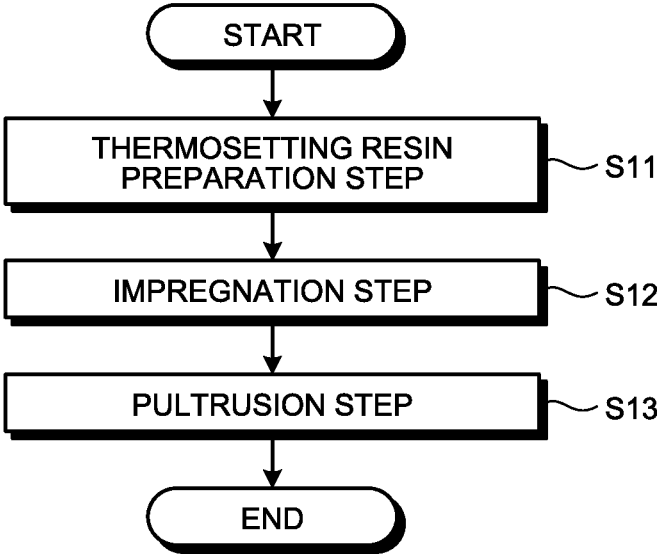 START
THERMOSETTING RESIN
PREPARATION STEP
S11
IMPREGNATION STEP
S12
PULTRUSION STEP
S13
END